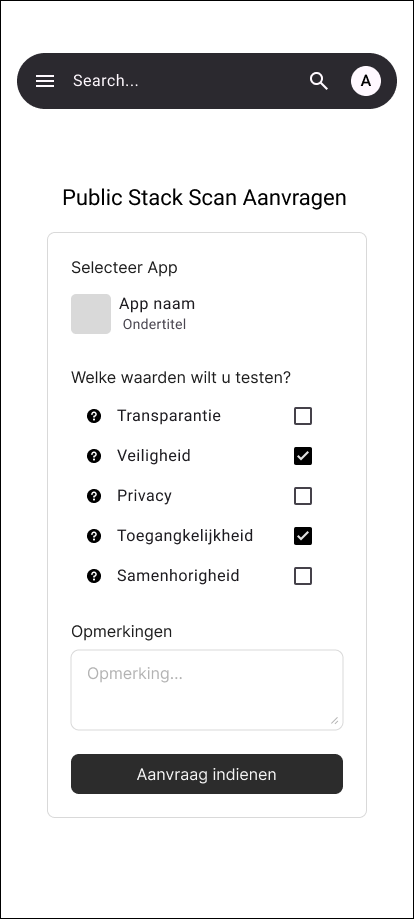 Search...
A
Public Stack Scan Aanvragen
Selecteer App
App naam
Ondertitel
Welke waarden wilt u testen?
? Transparantie
? Veiligheid
? Privacy
? Toegangkelijkheid
? Samenhorigheid
Opmerkingen
Opmerking...
Aanvraag indienen